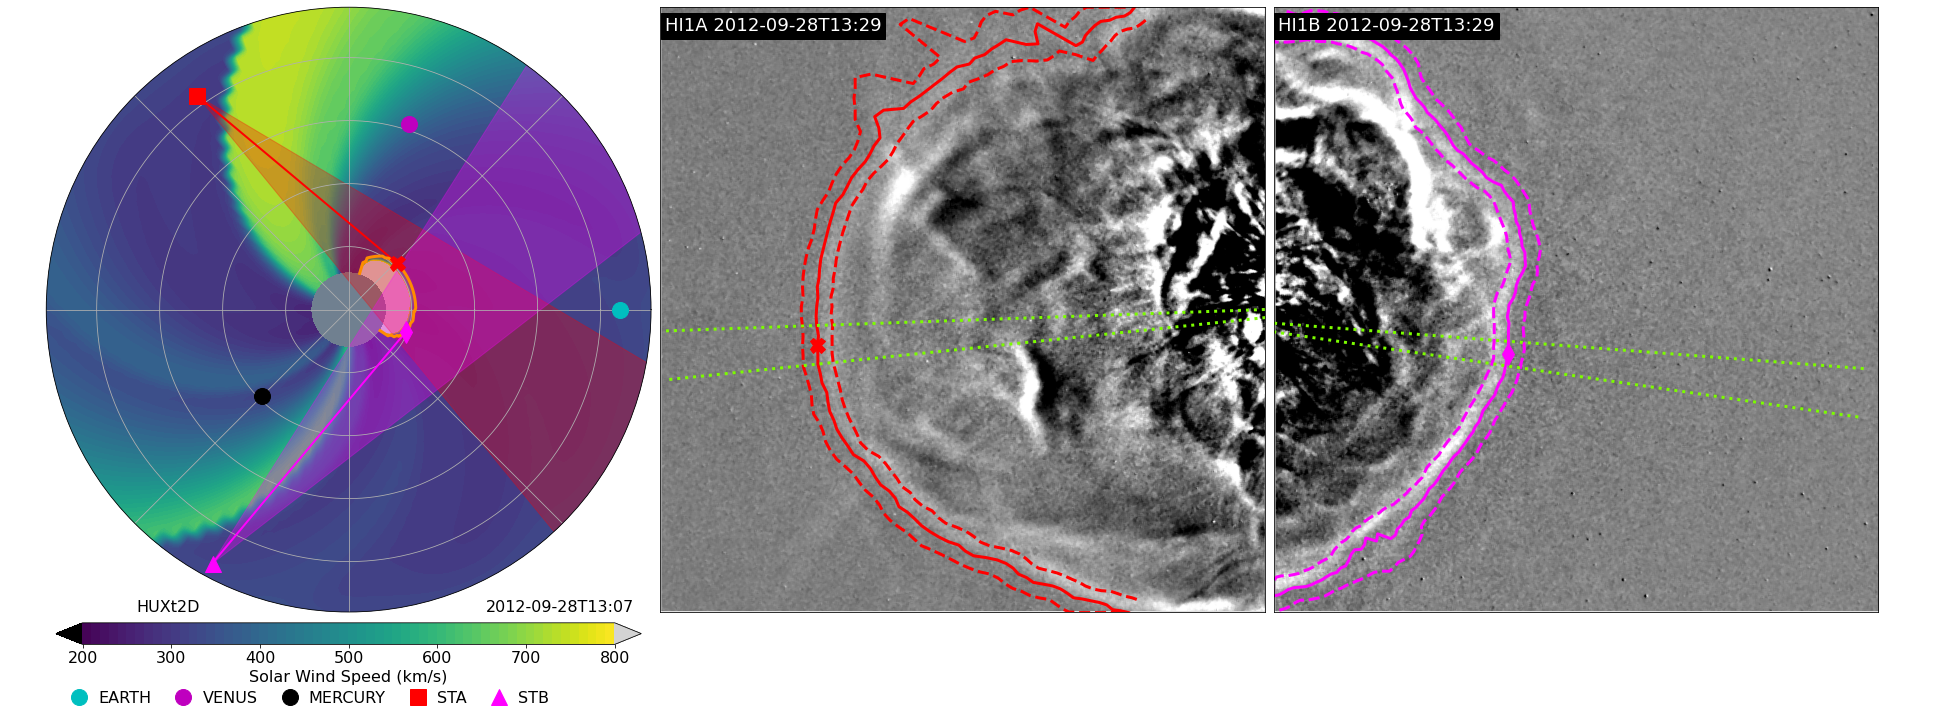 HI1A 2012-09-28T13:29
HI1B 2012-09-28T13:29
HUXt2D
2012-09-28T13:07
200 300 400 500 600 700 800
Solar Wind Speed (km/s)
EARTH VENUS MERCURY STA STB